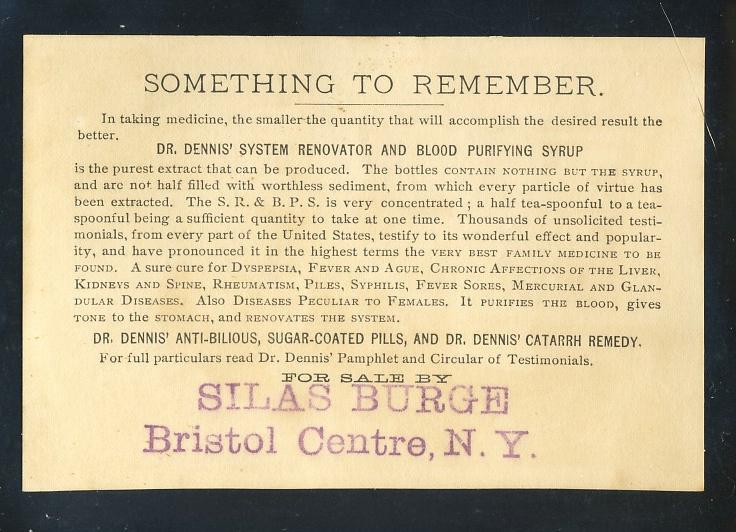 SOMETHING TO REMEMBER.
In taking medicine, the smaller the quantity that will accomplish the desired result the
better.
DR. DENNIS' SYSTEM RENOVATOR AND BLOOD PURIFYING SYRUP
is the purest extract that can be produced. The bottles CONTAIN NOTHING BUT THE SYRUP,
and are not half filled with worthless sediment, from which every particle of virtue has
been extracted. The S. R. & B. P. S. is very concentrated; a half tea-spoonful to a tea-
spoonful being a sufficient quantity to take at one time. Thousands of unsolicited testi-
monials, from every part of the United States, testify to its wonderful effect and popular-
ity, and have pronounced it in the highest terms the VERY BEST FAMILY MEDICINE TO BE
FOUND. A sure cure for DYSPEPSIA, FEVER AND AGUE, CHRONIC AFFECTIONS OF THE LIVER,
KIDNEYS AND SPINE, RHEUMATISM, PILES, SYPHILIS, FEVER SORES, MERCURIAL AND GLAN-
DULAR DISEASES. Also DISEASES PECULIAR TO FEMALES. IT PURIFIES THE BLOOD, gives
TONE to the STOMACH, and RENOVATES THE SYSTEM.
DR. DENNIS' ANTI-BILIOUS, SUGAR-COATED PILLS, AND DR. DENNIS' CATARRH REMEDY.
For full particulars read Dr. Dennis' Pamphlet and Circular of Testimonials.
FOR SALE BY
SILAS BURGE
Bristol Centre, N. Y.